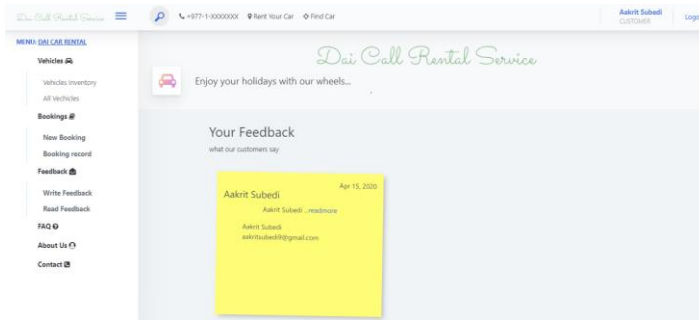 Dai Call Rental Service
+977-1-XXXXXXX Rent Your Car Find Car
Aakrit Subedi
CUSTOMER
Logo
MENU: DAI CAR RENTAL
Vehicles
Vehicles Inventory
All Vechicles
Bookings
New Booking
Booking record
Feedback
Write Feedback
Read Feedback
FAQ
About Us
Contact
Dai Call Rental Service
Enjoy your holidays with our wheels...
Your Feedback
what our customers say
Apr 15, 2020
Aakrit Subedi
Aakrit Subedi ...readmore
Aakrit Subedi
aakritsubedi9@gmail.com